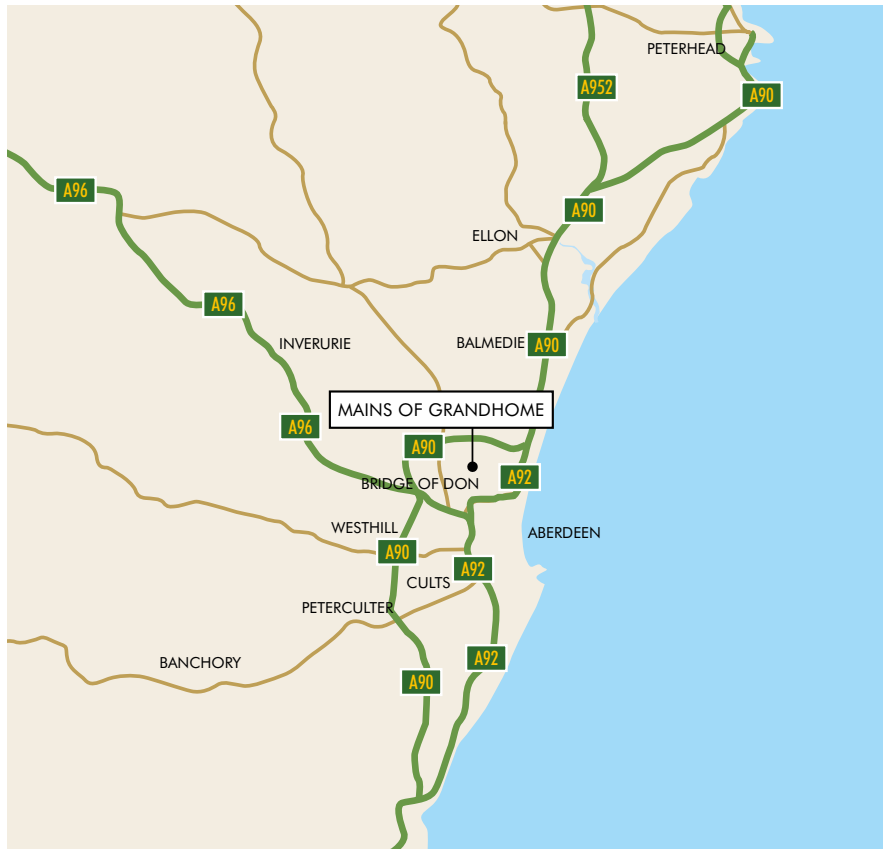 PETERHEAD
A952
A90
A96
A90
ELLON
A96
INVERURIE
BALMEDIE
A90
MAINS OF GRANDHOME
A96
A90
BRIDGE OF DON
A92
WESTHILL
ABERDEEN
A90
A92
CULTS
PETERCULTER
BANCHORY
A92
A90